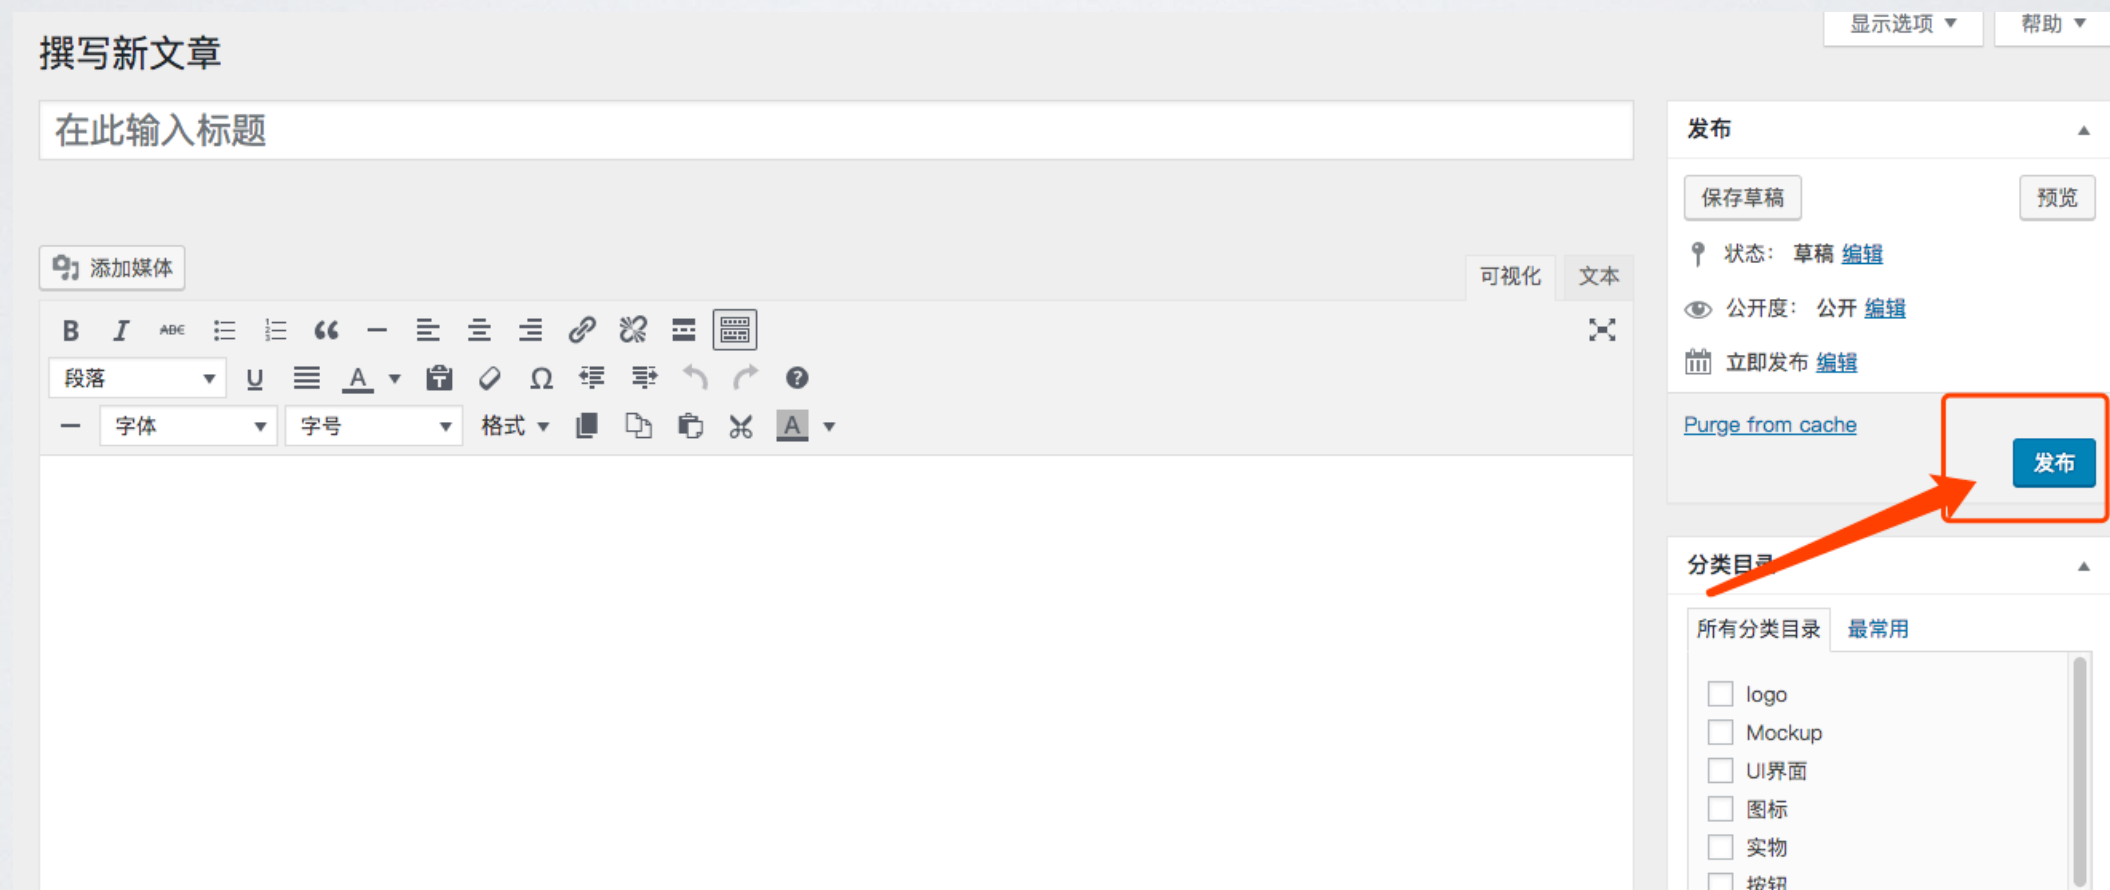 显示选项 帮助
撰写新文章
在此输入标题
添加媒体
可视化 文本
B I ABC
段落 U A Ω
字体 字号 格式 A
发布
保存草稿 预览
状态： 草稿 编辑
公开度： 公开 编辑
立即发布 编辑
Purge from cache
发布
分类目录
所有分类目录 最常用
logo
Mockup
UI界面
图标
实物
按钮